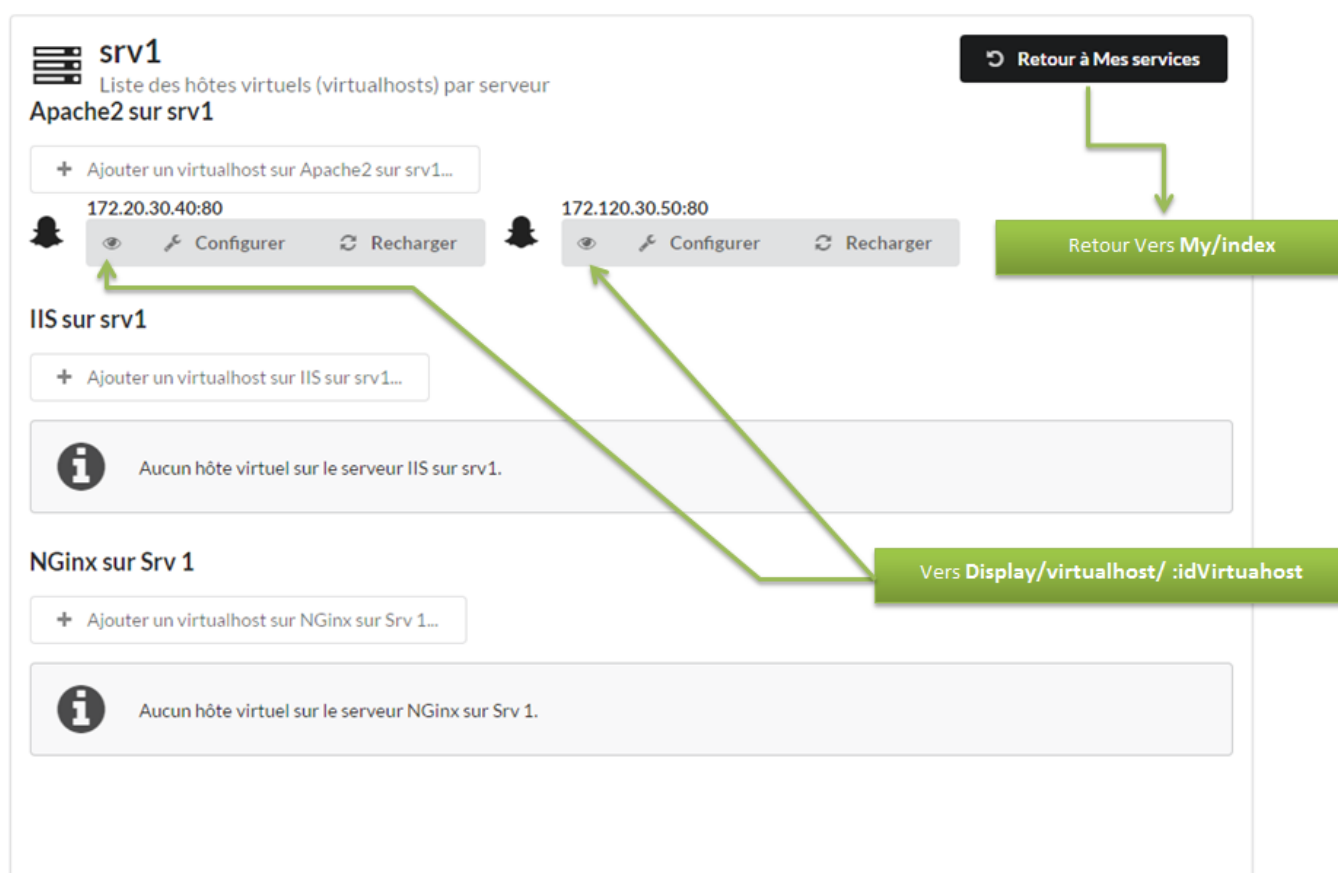 srv1
Retour à Mes services
Liste des hôtes virtuels (virtualhosts) par serveur
Apache2 sur srv1
+ Ajouter un virtualhost sur Apache2 sur srv1...
172.20.30.40:80
172.120.30.50:80
Configurer
Recharger
Configurer
Recharger
Retour Vers My/index
IIS sur srv1
+ Ajouter un virtualhost sur IIS sur srv1...
Aucun hôte virtuel sur le serveur IIS sur srv1.
NGinx sur Srv 1
Vers Display/virtualhost/ :idVirtuahost
+ Ajouter un virtualhost sur NGinx sur Srv 1...
Aucun hôte virtuel sur le serveur NGinx sur Srv 1.